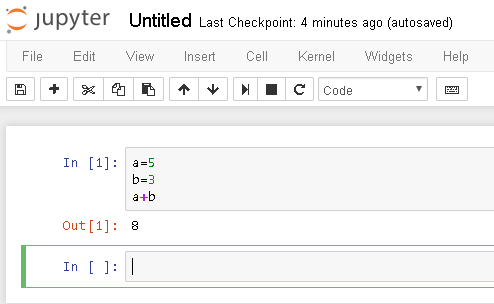 jupyter Untitled Last Checkpoint: 4 minutes ago (autosaved)
File Edit View Insert Cell Kernel Widgets Help
Code
In [1]: a=5
b=3
a+b
Out[1]: 8
In [ ]: